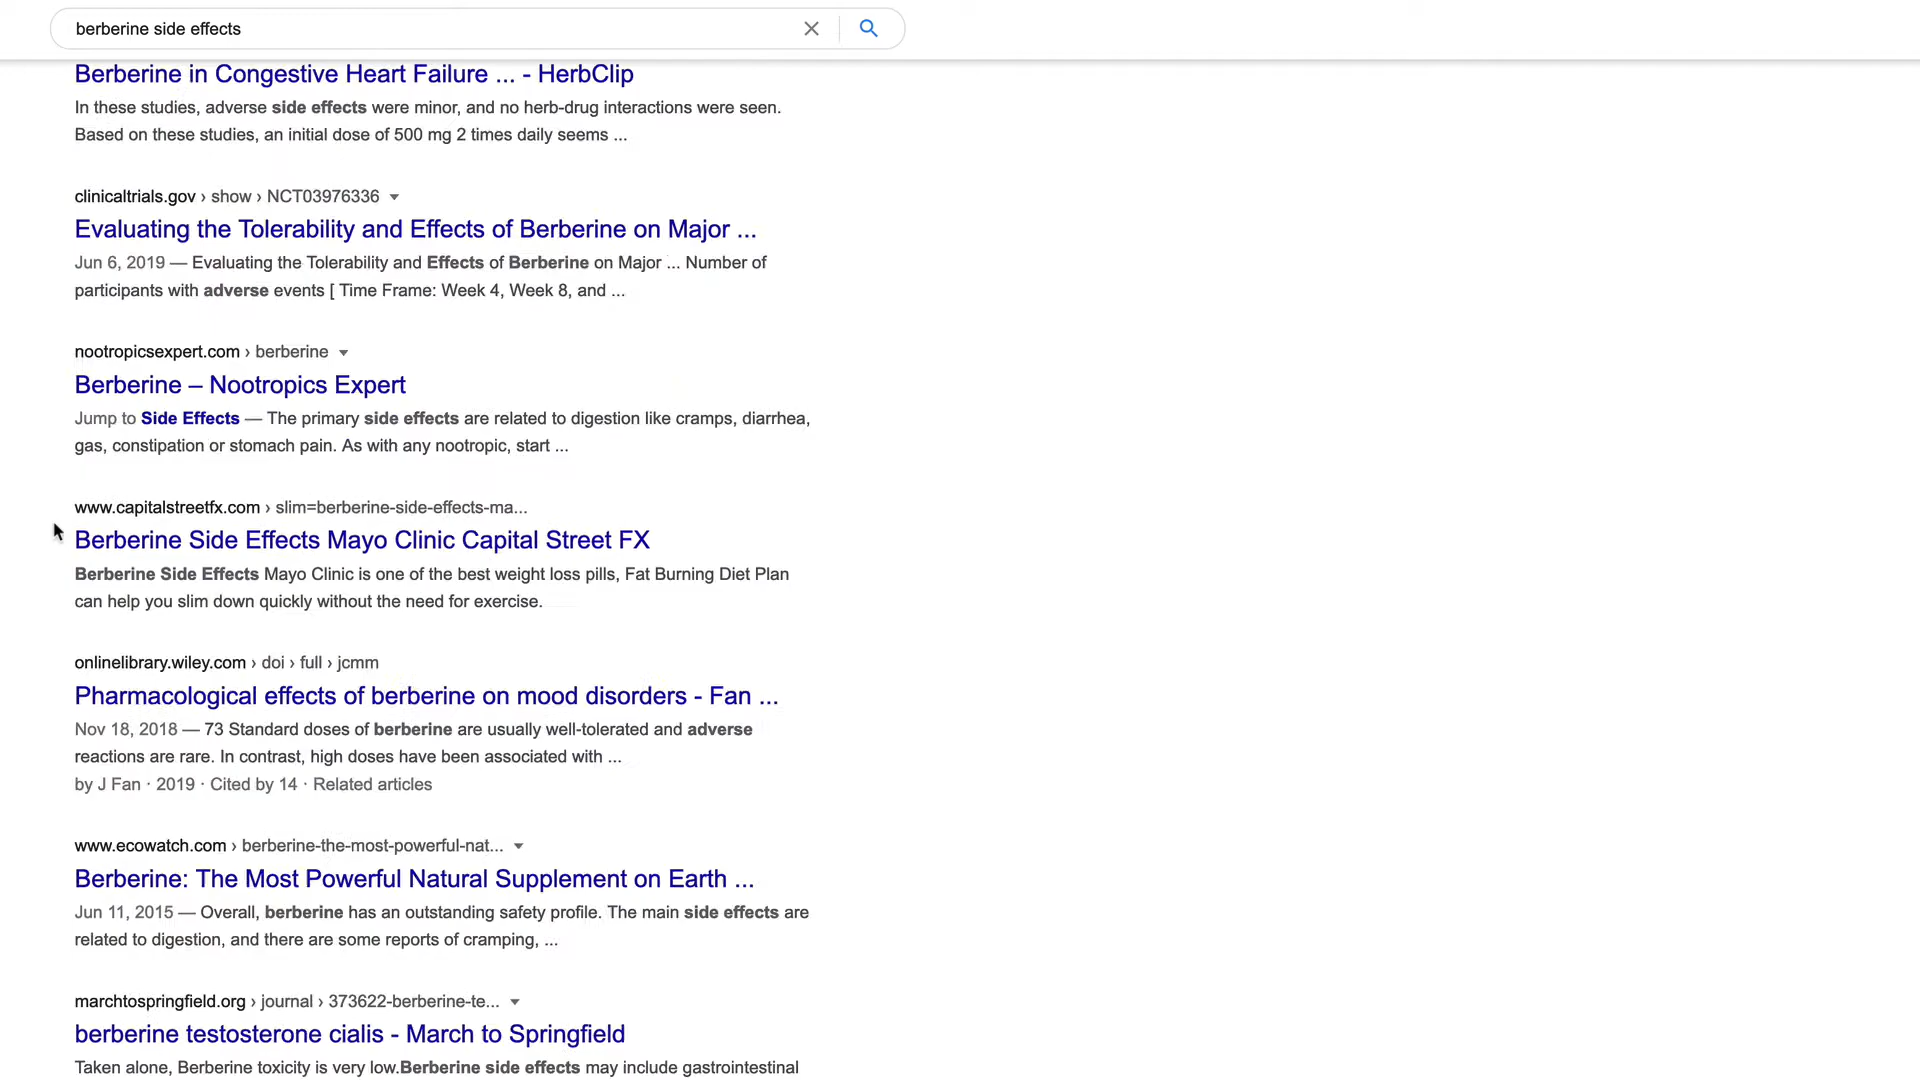 berberine side effects
Berberine in Congestive Heart Failure ... - HerbClip
In these studies, adverse side effects were minor, and no herb-drug interactions were seen.
Based on these studies, an initial dose of 500 mg 2 times daily seems ...
clinicaltrials.gov › show › NCT03976336
Evaluating the Tolerability and Effects of Berberine on Major ...
Jun 6, 2019 — Evaluating the Tolerability and Effects of Berberine on Major ... Number of
participants with adverse events [ Time Frame: Week 4, Week 8, and ...
nootropicsexpert.com › berberine
Berberine – Nootropics Expert
Jump to Side Effects — The primary side effects are related to digestion like cramps, diarrhea,
gas, constipation or stomach pain. As with any nootropic, start ...
www.capitalstreetfx.com › slim=berberine-side-effects-ma...
Berberine Side Effects Mayo Clinic Capital Street FX
Berberine Side Effects Mayo Clinic is one of the best weight loss pills, Fat Burning Diet Plan
can help you slim down quickly without the need for exercise.
onlinelibrary.wiley.com › doi › full › jcmm
Pharmacological effects of berberine on mood disorders - Fan ...
Nov 18, 2018 — 73 Standard doses of berberine are usually well-tolerated and adverse
reactions are rare. In contrast, high doses have been associated with ...
by J Fan · 2019 · Cited by 14 · Related articles
www.ecowatch.com › berberine-the-most-powerful-nat...
Berberine: The Most Powerful Natural Supplement on Earth ...
Jun 11, 2015 — Overall, berberine has an outstanding safety profile. The main side effects are
related to digestion, and there are some reports of cramping, ...
marchtospringfield.org › journal › 373622-berberine-te...
berberine testosterone cialis - March to Springfield
Taken alone, Berberine toxicity is very low.Berberine side effects may include gastrointestinal